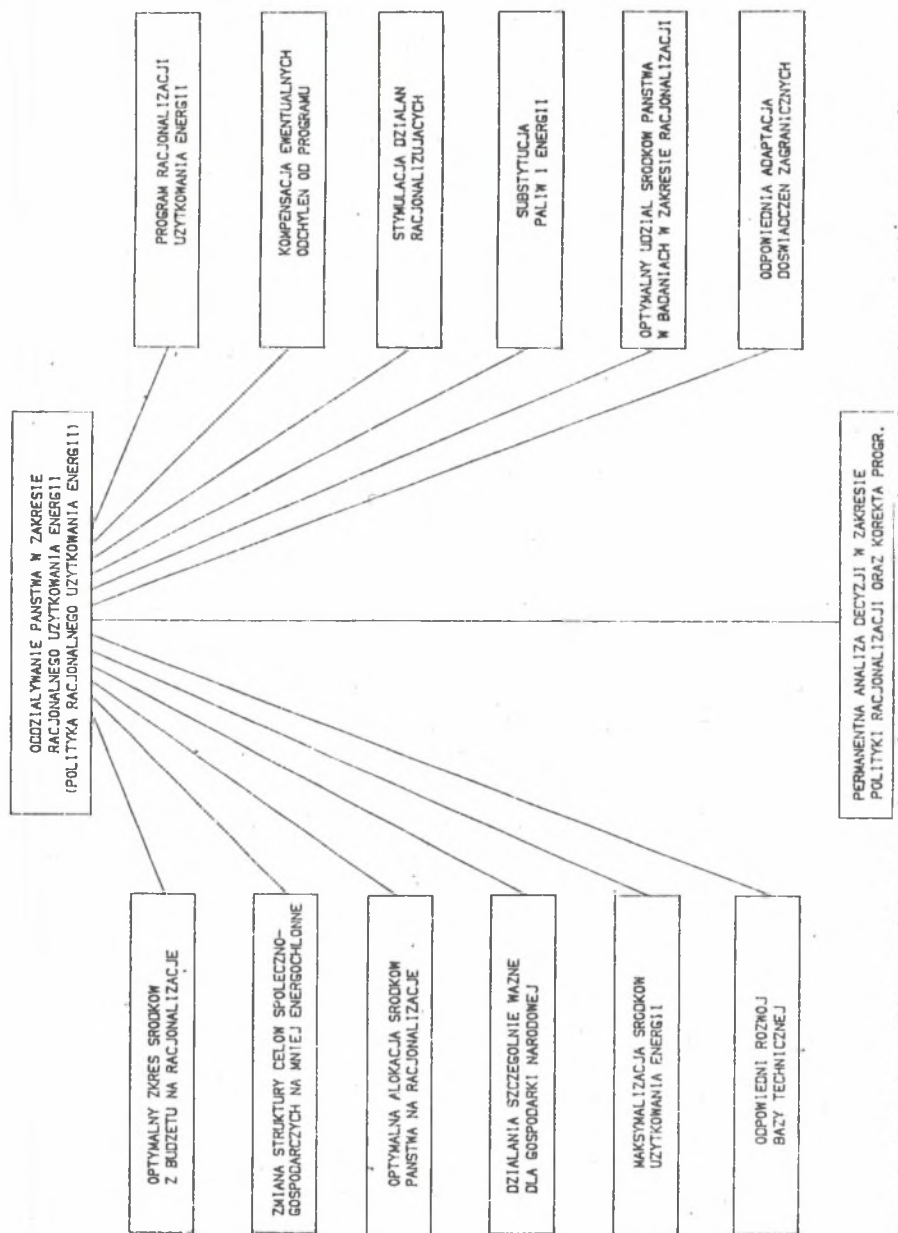 ODDZIALYWANIE PANSTWA W ZAKRESIE
RACJONALNEGO UZYTKOWANIA ENERGII
(POLITYKA RACJONALNEGO UZYTKOWANIA ENERGII)
OPTYMALNY ZKRES SRODKOW
Z BUDZETU NA RACJONALIZACJE
ZMIANA STRUKTURY CELOW SPOLECZNO-
GOSPODARCZYCH NA MNIEJ ENERGOCHLONNE
OPTYMALNA ALOKACJA SRODKOW
PANSTWA NA RACJONALIZACJE
DZIALANIA SZCZEGOLNIE WAZNE
DLA GOSPODARKI NARODOWEJ
MAKSYMALIZACJA SRODKOW
UZYTKOWANIA ENERGII
ODPOWIEDNI ROZWOJ
BAZY TECHNICZNEJ
PROGRAM RACJONALIZACJI
UZYTKOWANIA ENERGII
KOMPENSACJA EWENTUALNYCH
ODCHYLEN OD PROGRAMU
STYMULACJA DZIALAN
RACJONALIZUJACYCH
SUBSTYTUCJA
PALIW I ENERGII
OPTYMALNY UDZIAL SRODKOW PANSTWA
W BADANIACH W ZAKRESIE RACJONALIZACJI
ODPOWIEDNIA ADAPTACJA
DOSWIADCZEN ZAGRANICZNYCH
PERMANENTNA ANALIZA DECYZJI W ZAKRESIE
POLITYKI RACJONALIZACJI ORAZ KOREKTA PROGR.